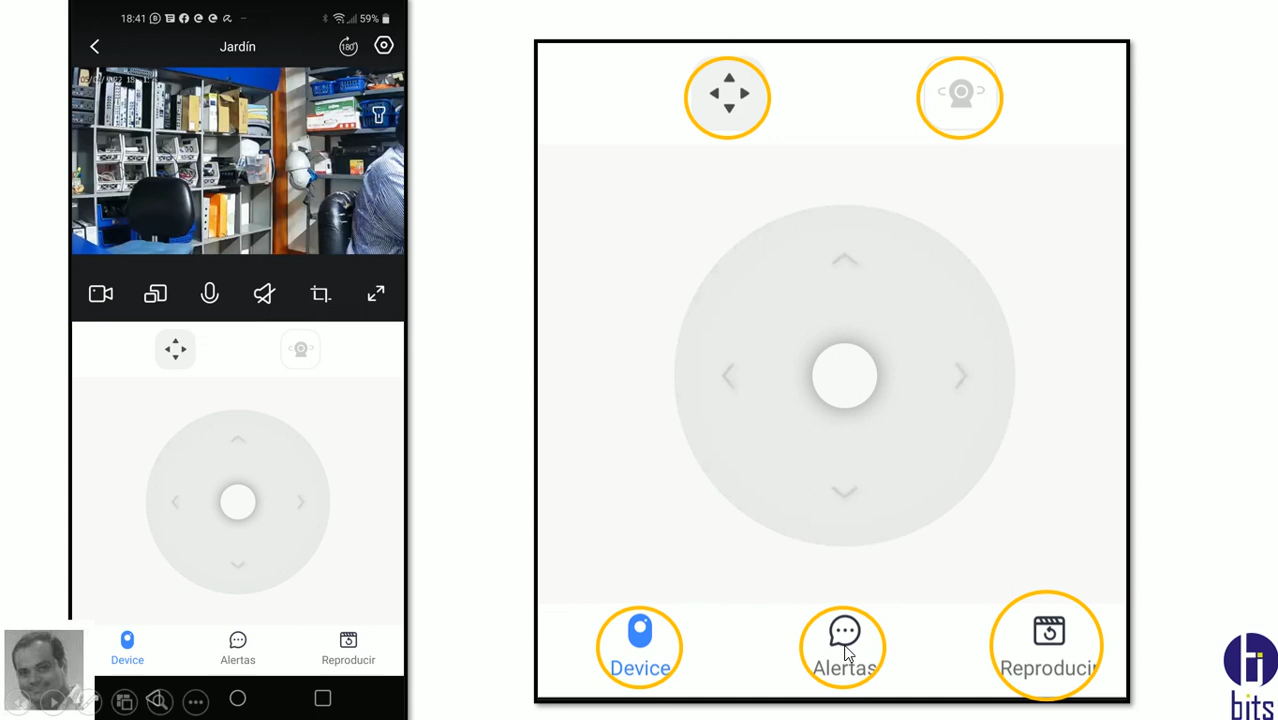 18:41
59%
Jardín
180°
Device
Alertas
Reproducir
Device
Alertas
Reproducir
bits